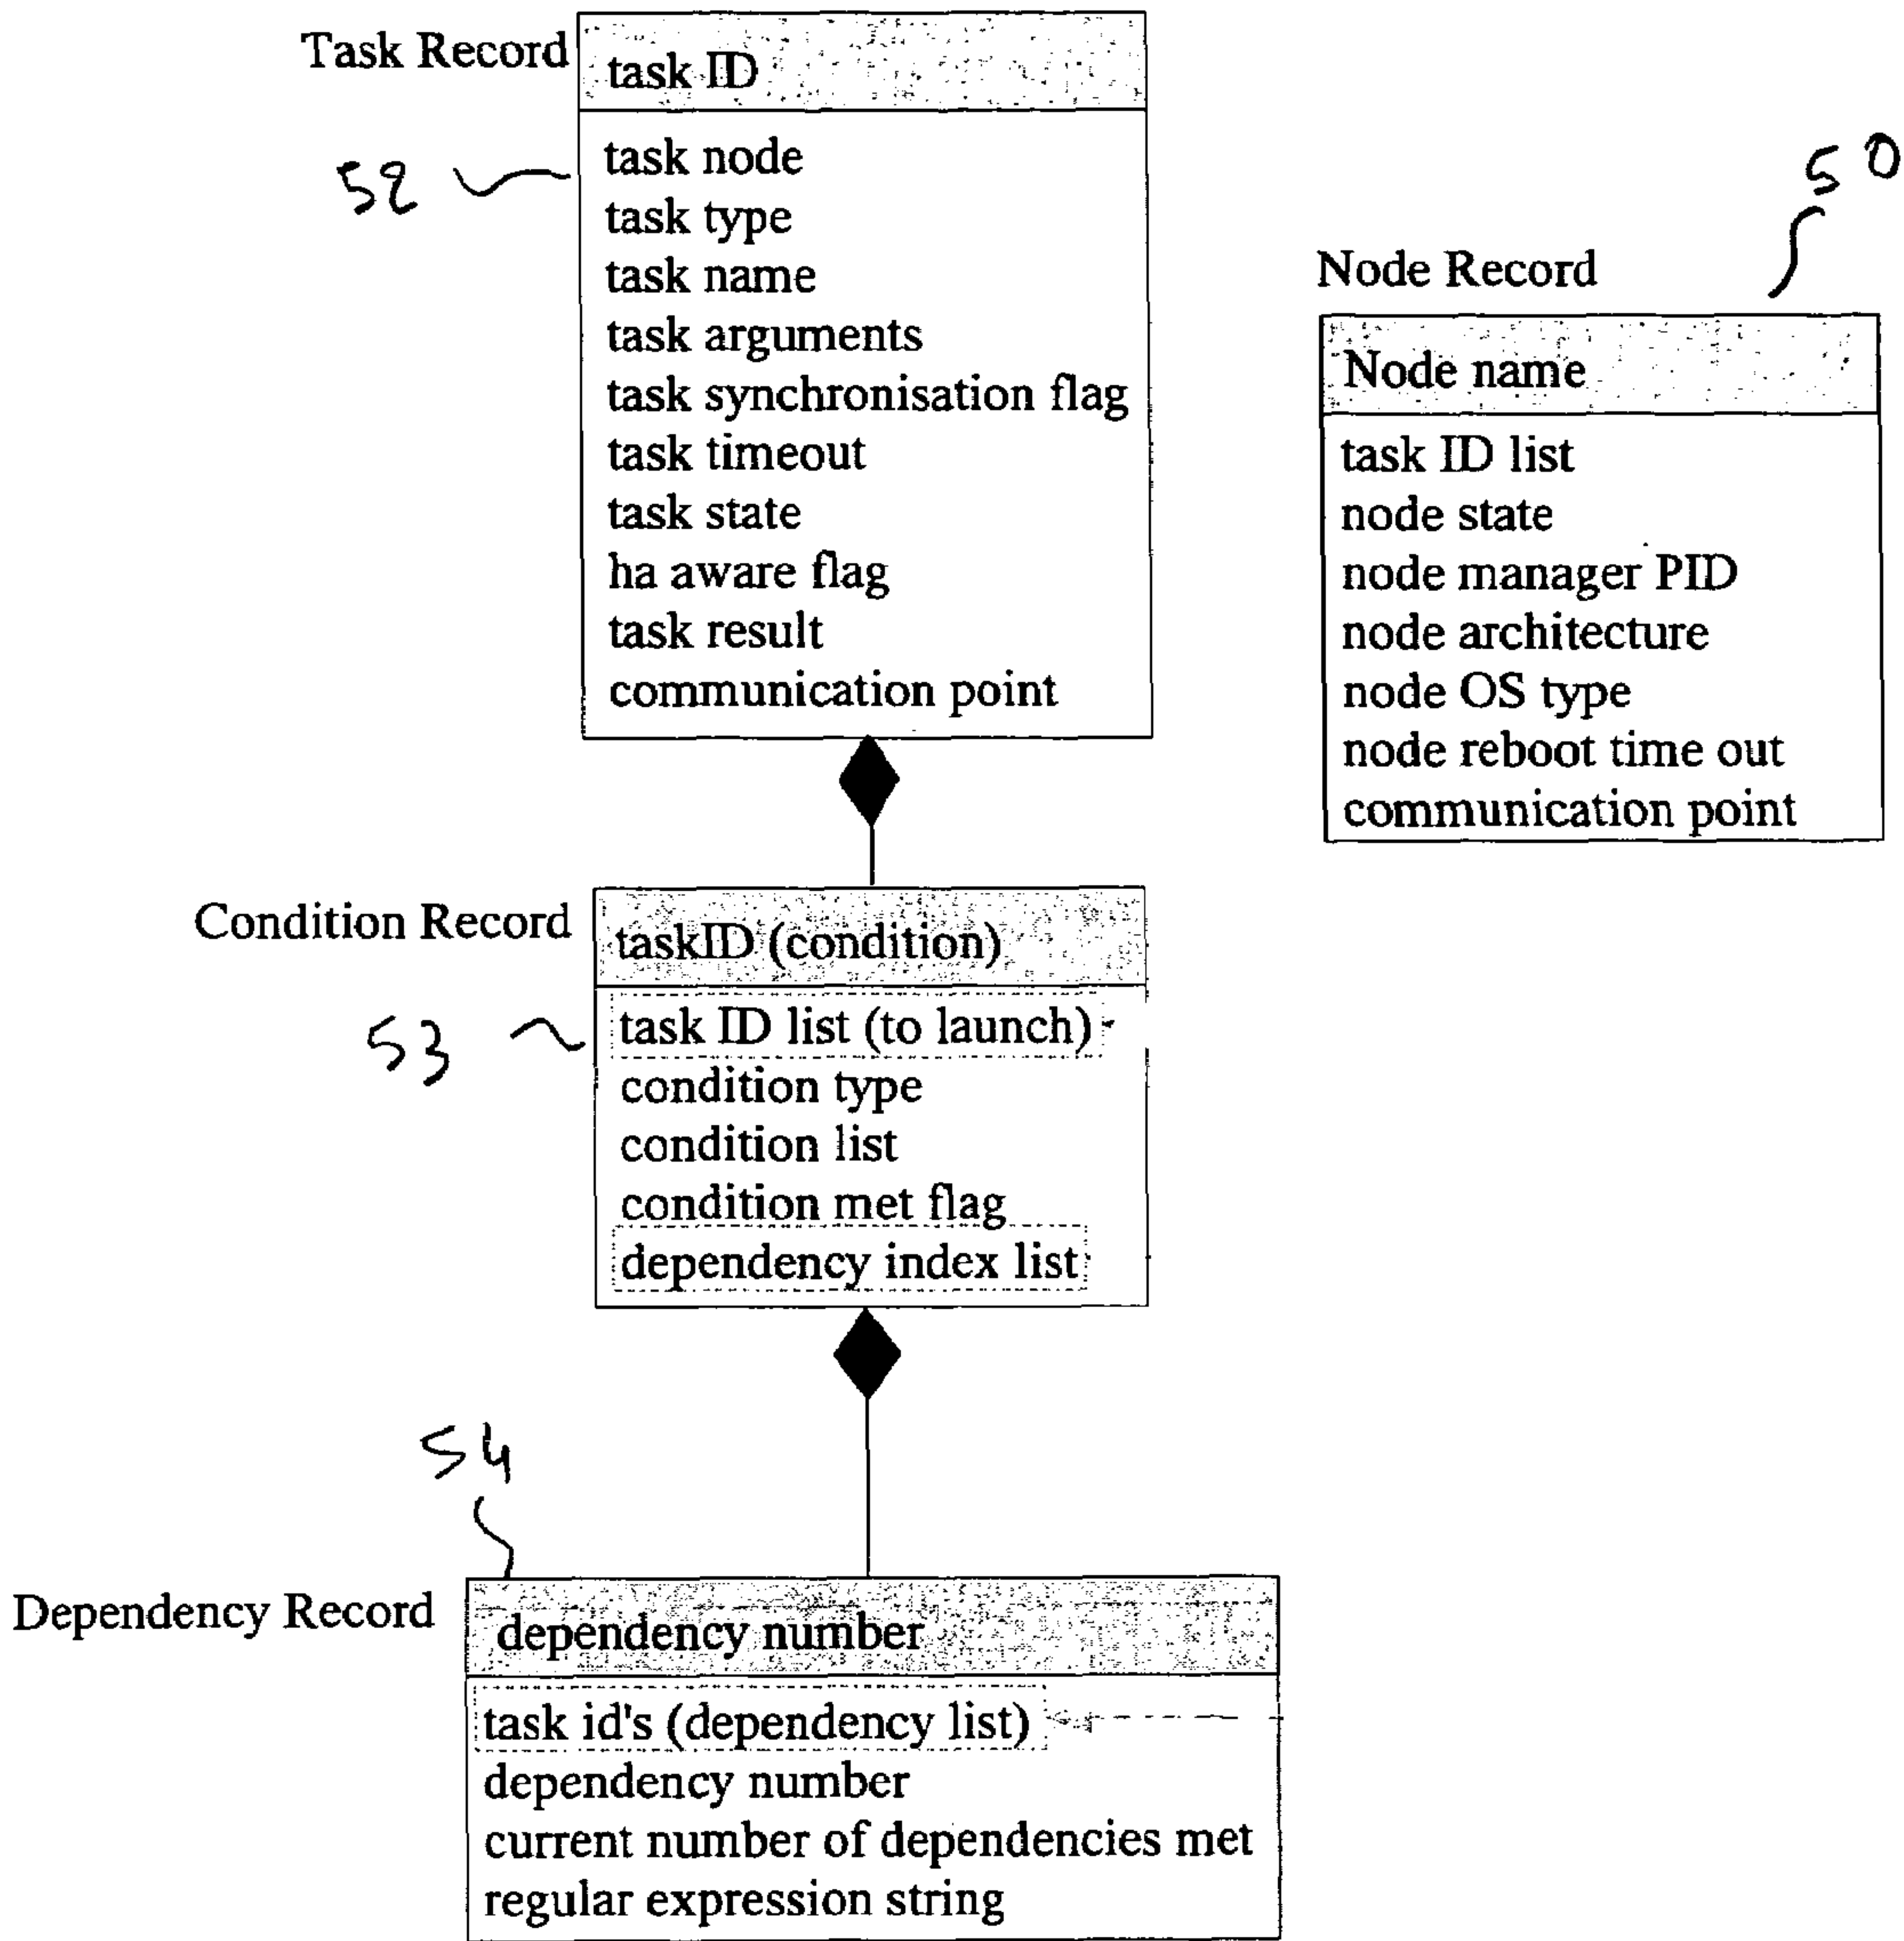 Task Record
task ID
52
task node
task type
task name
task arguments
task synchronisation flag
task timeout
task state
ha aware flag
task result
communication point
50
Node Record
Node name
task ID list
node state
node manager PID
node architecture
node OS type
node reboot time out
communication point
Condition Record
taskID (condition)
53
task ID list (to launch)
condition type
condition list
condition met flag
dependency index list
54
Dependency Record
dependency number
task id's (dependency list)
dependency number
current number of dependencies met
regular expression string